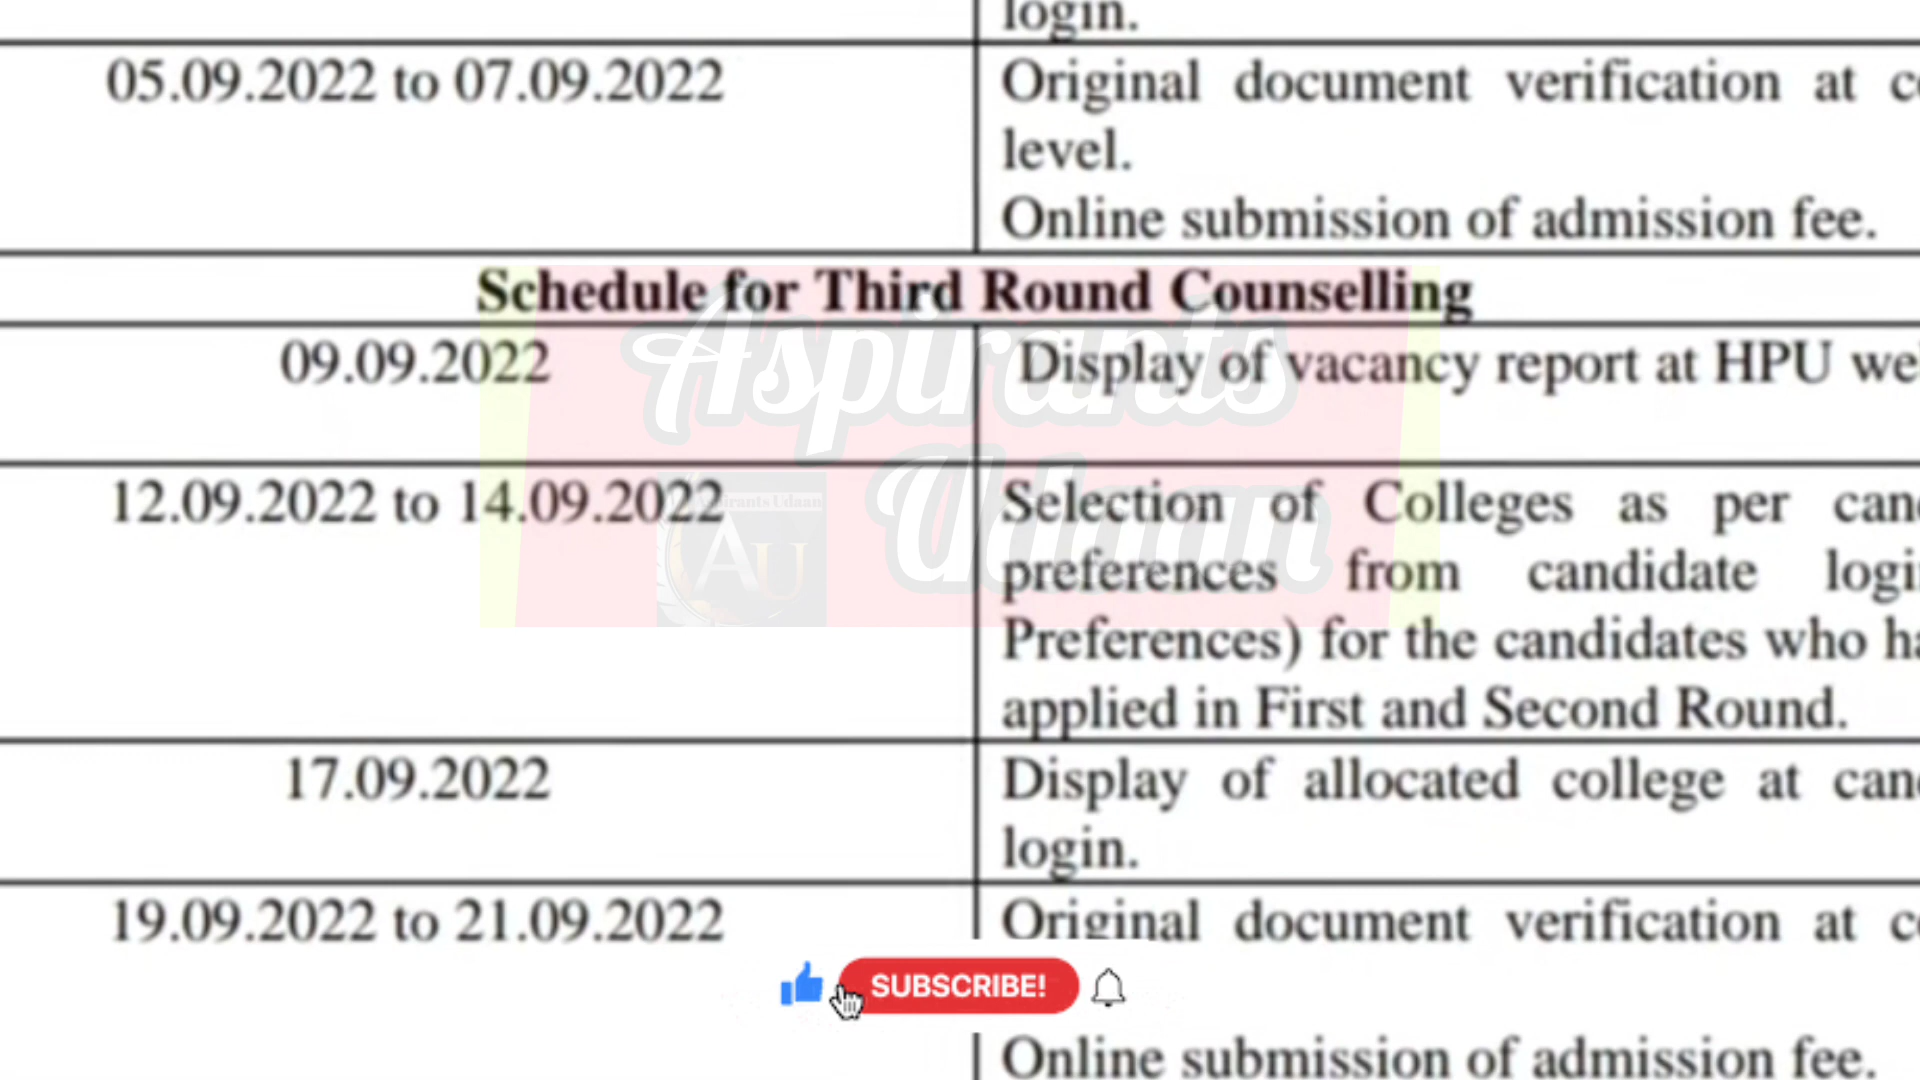 login.
05.09.2022 to 07.09.2022
Original document verification at
level.
Online submission of admission fee.
Schedule for Third Round Counselling
09.09.2022
Display of vacancy report at HPU
12.09.2022 to 14.09.2022
Selection of Colleges as per
preferences from candidate
Preferences) for the candidates who
applied in First and Second Round.
17.09.2022
Display of allocated college at
login.
19.09.2022 to 21.09.2022
Original document verification at
Online submission of admission fee.
Aspirants
Udaan
AU
SUBSCRIBE!